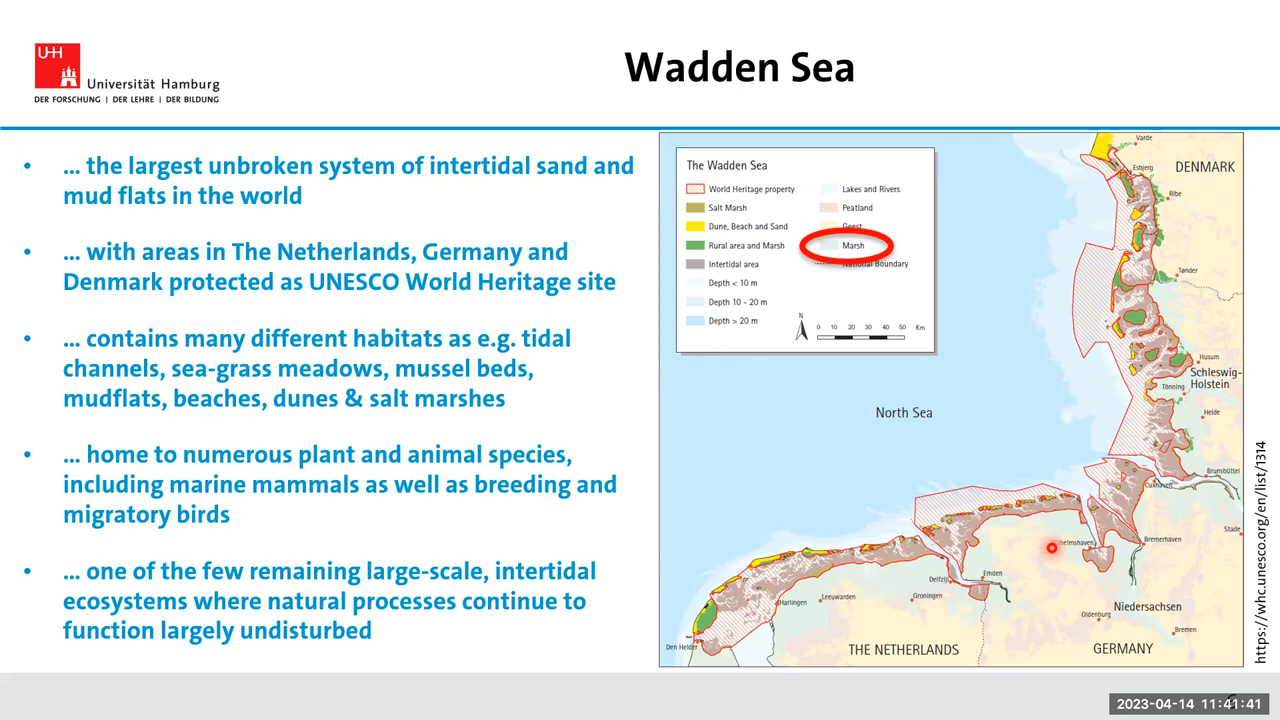 UHH
Universität Hamburg
DER FORSCHUNG | DER LEHRE | DER BILDUNG
Wadden Sea
• ... the largest unbroken system of intertidal sand and
mud flats in the world
• ... with areas in The Netherlands, Germany and
Denmark protected as UNESCO World Heritage site
• ... contains many different habitats as e.g. tidal
channels, sea-grass meadows, mussel beds,
mudflats, beaches, dunes & salt marshes
• ... home to numerous plant and animal species,
including marine mammals as well as breeding and
migratory birds
• ... one of the few remaining large-scale, intertidal
ecosystems where natural processes continue to
function largely undisturbed
The Wadden Sea
World Heritage property
Salt Marsh
Dune, Beach and Sand
Rural area and Marsh
Intertidal area
Depth < 10 m
Depth 10 - 20 m
Depth > 20 m
Lakes and Rivers
Peatland
Geest
Marsh
National Boundary
N
0 10 20 30 40 50 Km
Varde
DENMARK
Esbjerg
Ribe
Tønder
Husum
Schleswig-
Holstein
Tönning
Heide
North Sea
Brunsbüttel
Cuxhaven
Stade
Bremerhaven
Emden
Delfzijl
Groningen
Leeuwarden
Harlingen
Niedersachsen
Oldenburg
Bremen
Den Helder
THE NETHERLANDS
GERMANY
https://whc.unesco.org/en/list/1314
2023-04-14 11:41:41